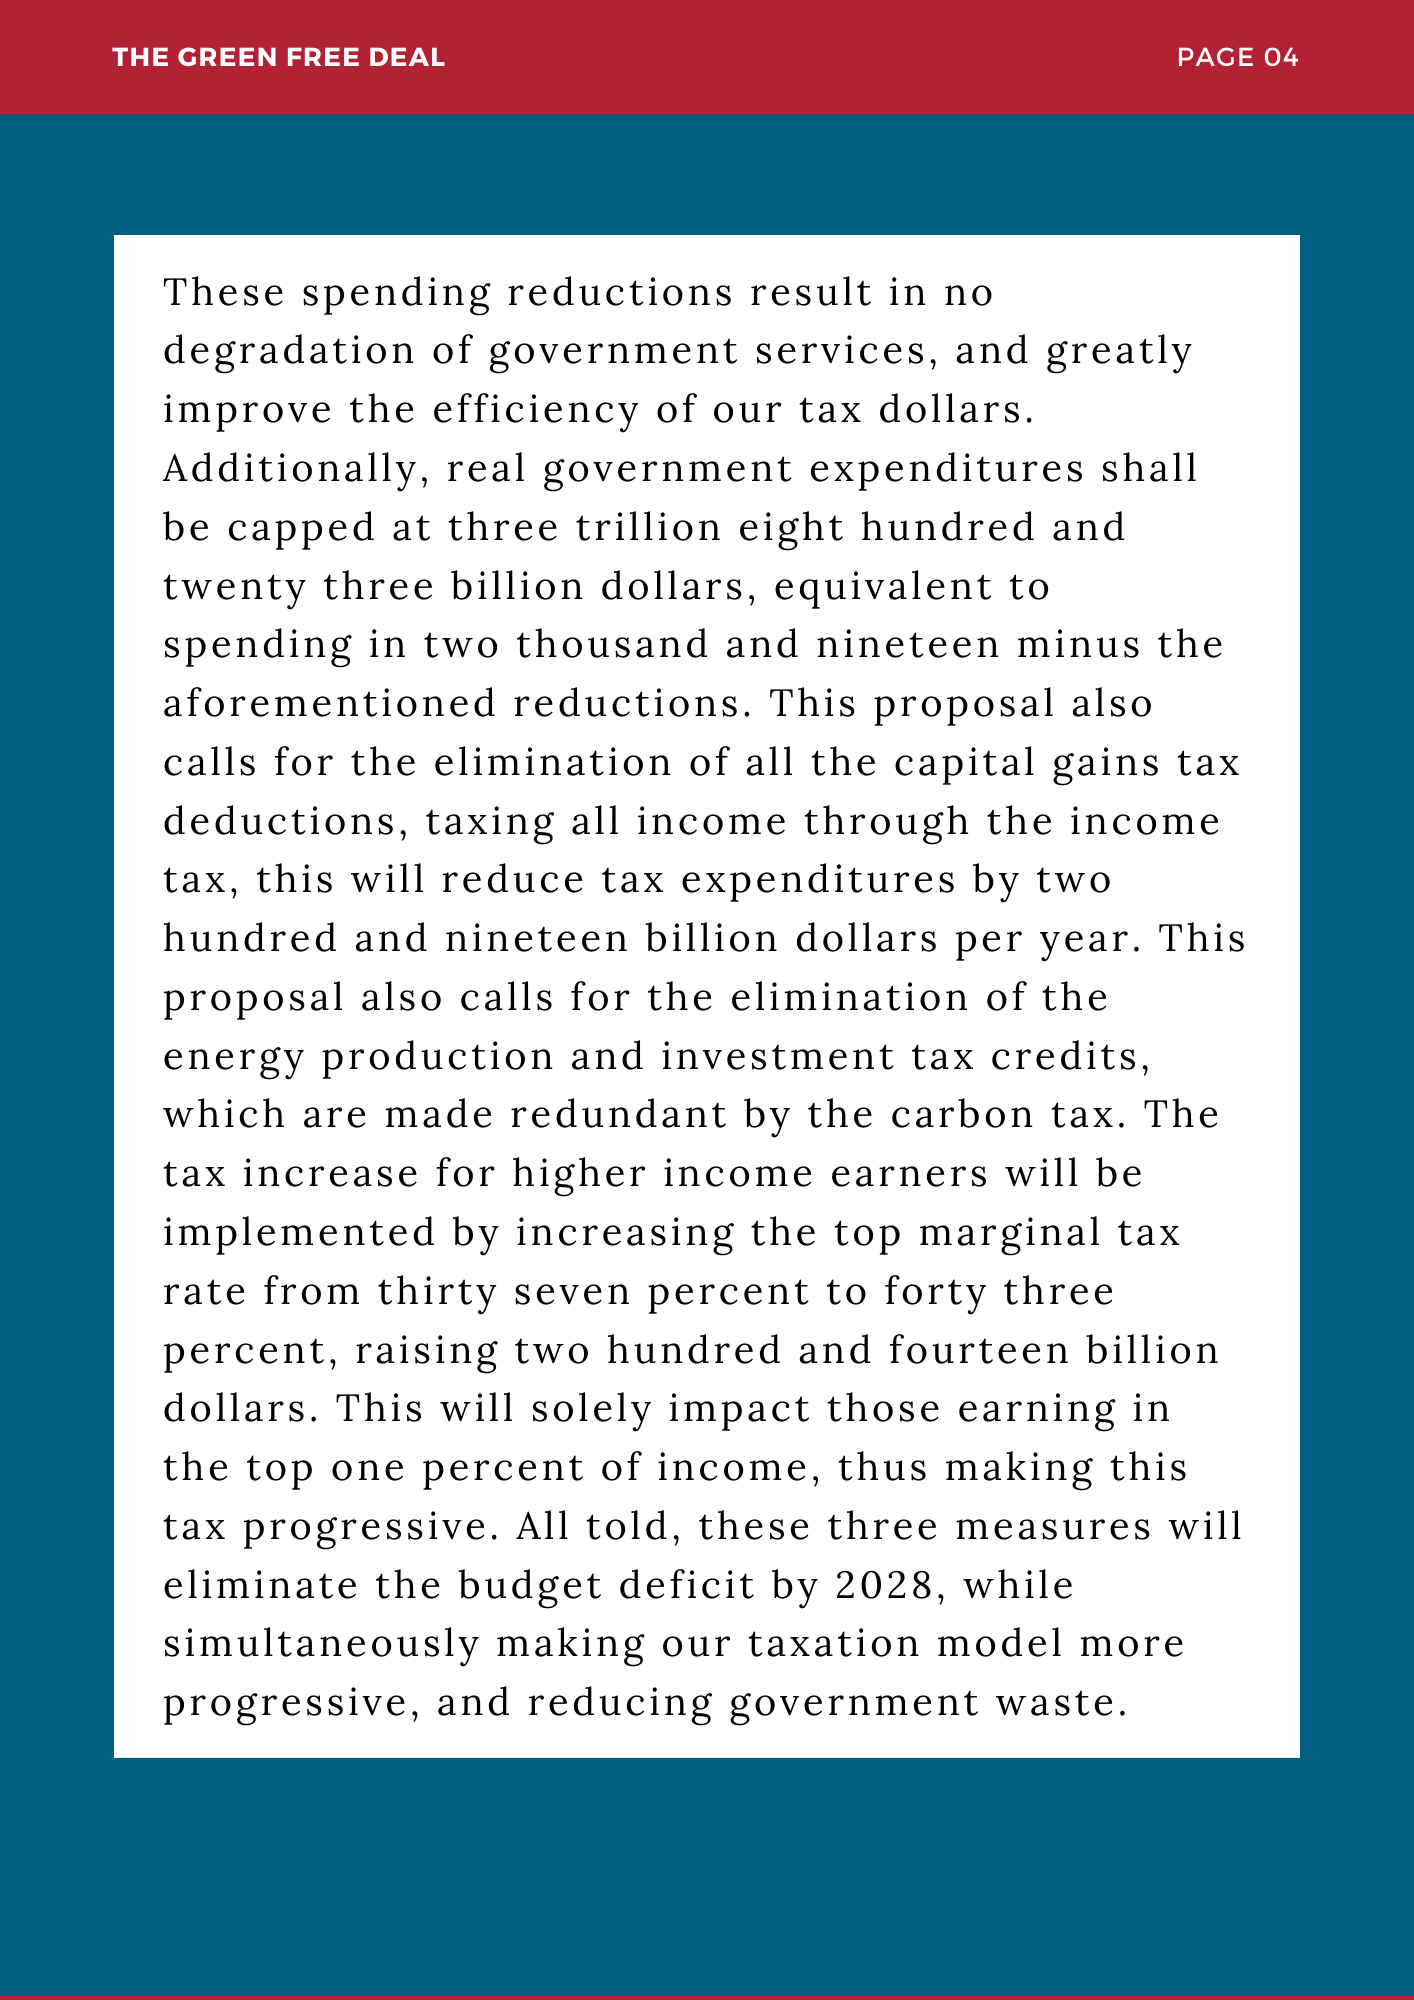 THE GREEN FREE DEAL
PAGE 04
These spending reductions result in no
degradation of government services, and greatly
improve the efficiency of our tax dollars.
Additionally, real government expenditures shall
be capped at three trillion eight hundred and
twenty three billion dollars, equivalent to
spending in two thousand and nineteen minus the
aforementioned reductions. This proposal also
calls for the elimination of all the capital gains tax
deductions, taxing all income through the income
tax, this will reduce tax expenditures by two
hundred and nineteen billion dollars per year. This
proposal also calls for the elimination of the
energy production and investment tax credits,
which are made redundant by the carbon tax. The
tax increase for higher income earners will be
implemented by increasing the top marginal tax
rate from thirty seven percent to forty three
percent, raising two hundred and fourteen billion
dollars. This will solely impact those earning in
the top one percent of income, thus making this
tax progressive. All told, these three measures will
eliminate the budget deficit by 2028, while
simultaneously making our taxation model more
progressive, and reducing government waste.